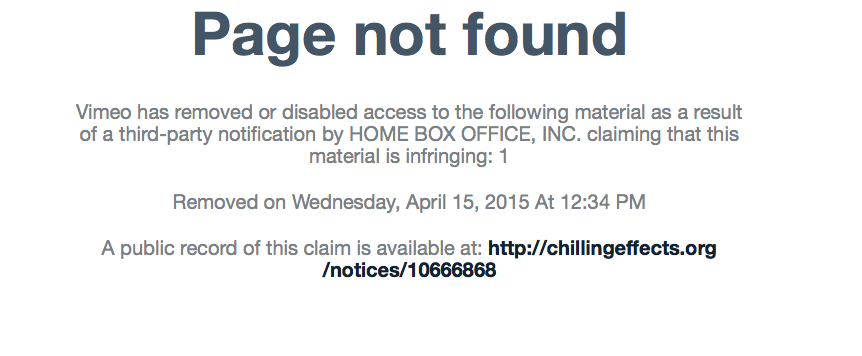 Page not found
Vimeo has removed or disabled access to the following material as a result
of a third-party notification by HOME BOX OFFICE, INC. claiming that this
material is infringing: 1
Removed on Wednesday, April 15, 2015 At 12:34 PM
A public record of this claim is available at: http://chillingeffects.org
/notices/10666868